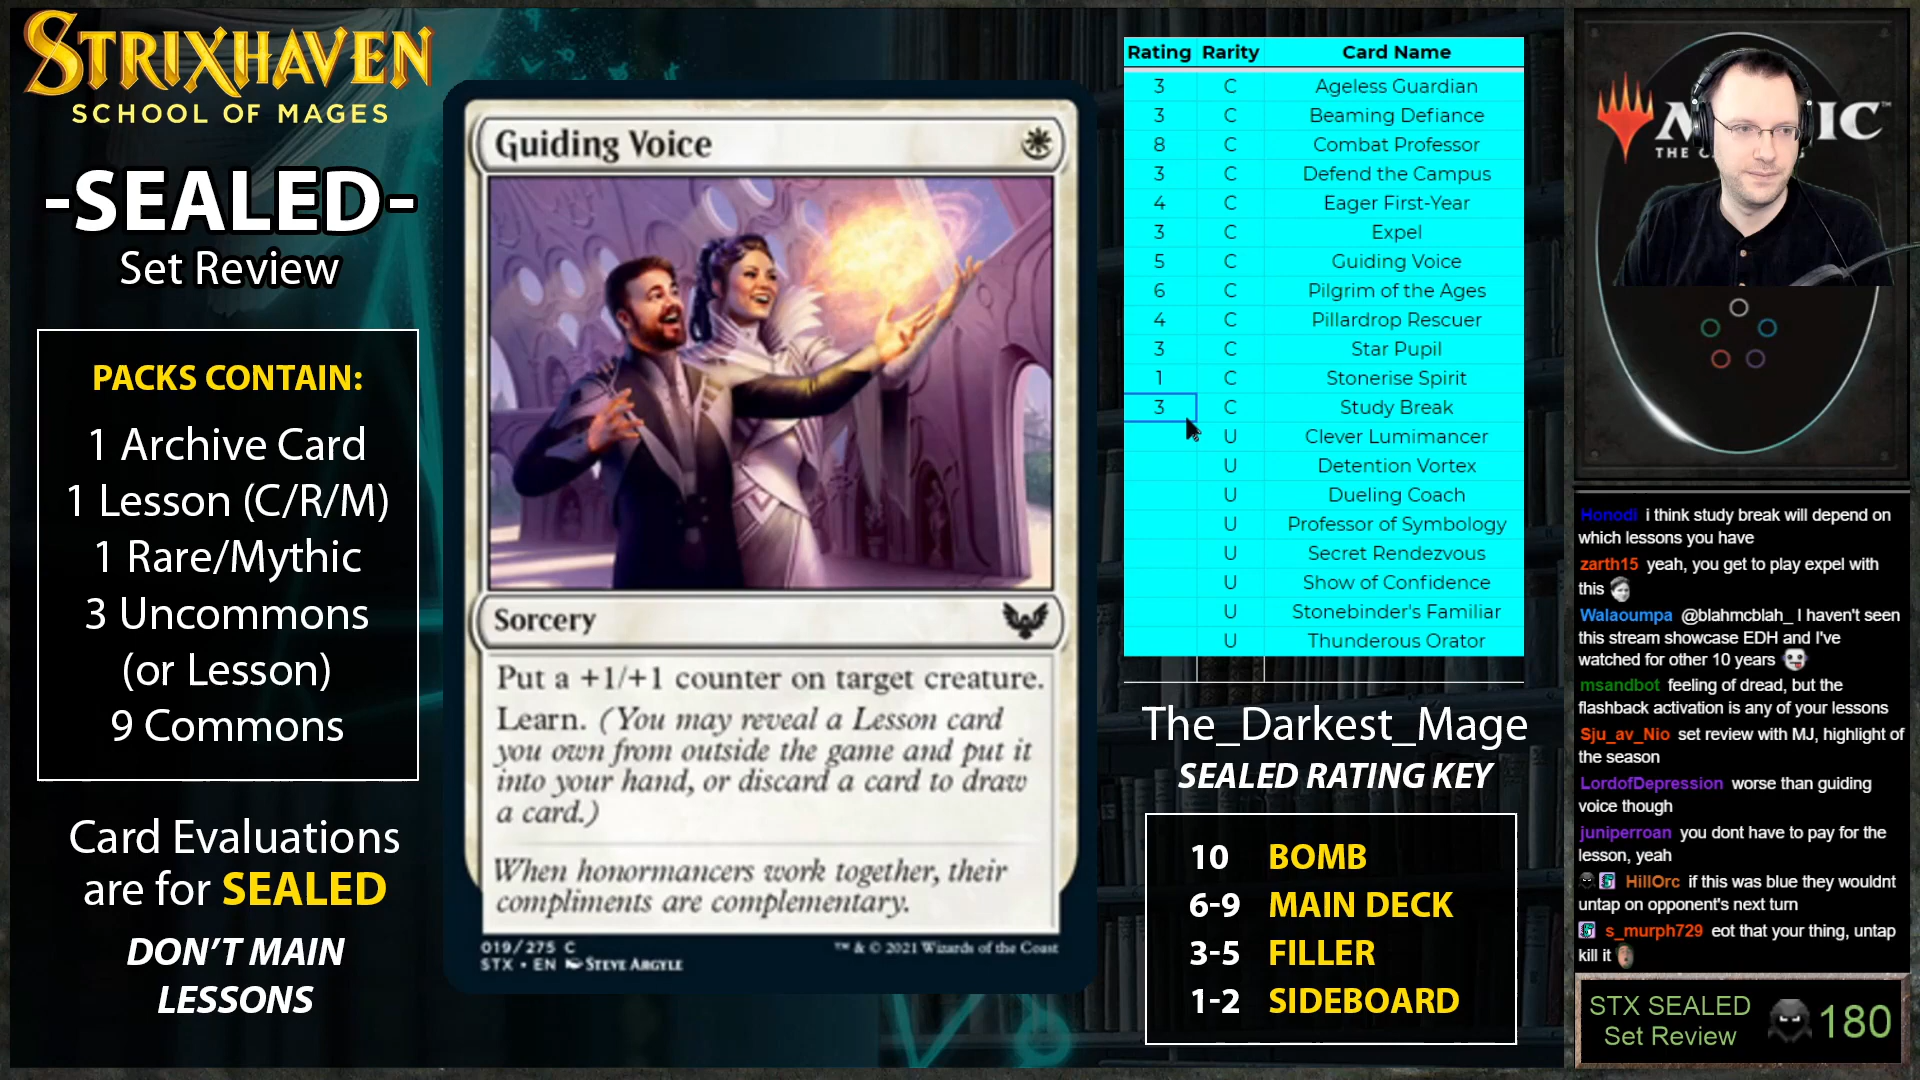 STRIXHAVEN
SCHOOL OF MAGES
-SEALED-
Set Review
PACKS CONTAIN:
1 Archive Card
1 Lesson (C/R/M)
1 Rare/Mythic
3 Uncommons
(or Lesson)
9 Commons
Card Evaluations
are for SEALED
DON'T MAIN
LESSONS
Guiding Voice
Sorcery
Put a +1/+1 counter on target creature.
Learn. (You may reveal a Lesson card
you own from outside the game and put it
into your hand, or discard a card to draw
a card.)
When honormancers work together, their
compliments are complementary.
019/275 C
STX • EN STEVE ARGYLE
™ & © 2021 Wizards of the Coast
Rating Rarity Card Name
3 C Ageless Guardian
3 C Beaming Defiance
8 C Combat Professor
3 C Defend the Campus
4 C Eager First-Year
3 C Expel
5 C Guiding Voice
6 C Pilgrim of the Ages
4 C Pillardrop Rescuer
3 C Star Pupil
1 C Stonerise Spirit
3 C Study Break
U Clever Lumimancer
U Detention Vortex
U Dueling Coach
U Professor of Symbology
U Secret Rendezvous
U Show of Confidence
U Stonebinder's Familiar
U Thunderous Orator
The_Darkest_Mage
SEALED RATING KEY
10 BOMB
6-9 MAIN DECK
3-5 FILLER
1-2 SIDEBOARD
Honodi i think study break will depend on
which lessons you have
zarth15 yeah, you get to play expel with
this
Walaoumpa @blahmcblah_ I haven't seen
this stream showcase EDH and I've
watched for other 10 years
msandbot feeling of dread, but the
flashback activation is any of your lessons
Sju_av_Nio set review with MJ, highlight of
the season
LordofDepression worse than guiding
voice though
juniperroan you dont have to pay for the
lesson, yeah
HillOrc if this was blue they wouldnt
untap on opponent's next turn
s_murph729 eot that your thing, untap
kill it
STX SEALED
Set Review
180